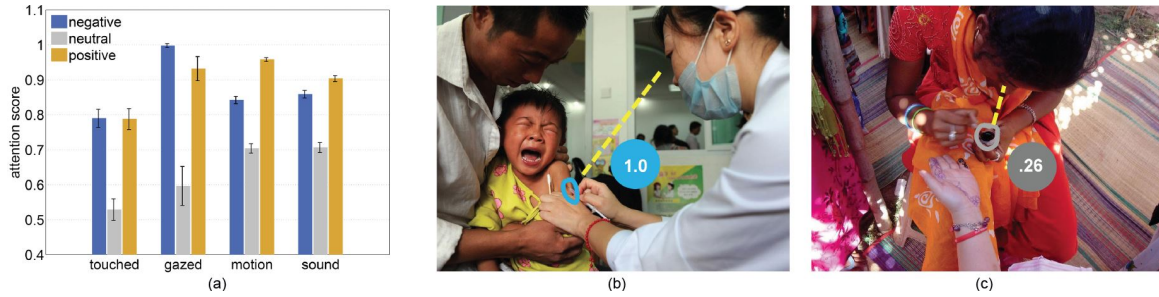 1.1
1
0.9
0.8
0.7
0.6
0.5
0.4
attention score
negative
neutral
positive
touched gazed motion sound
(a)
1.0
(b)
.26
(c)